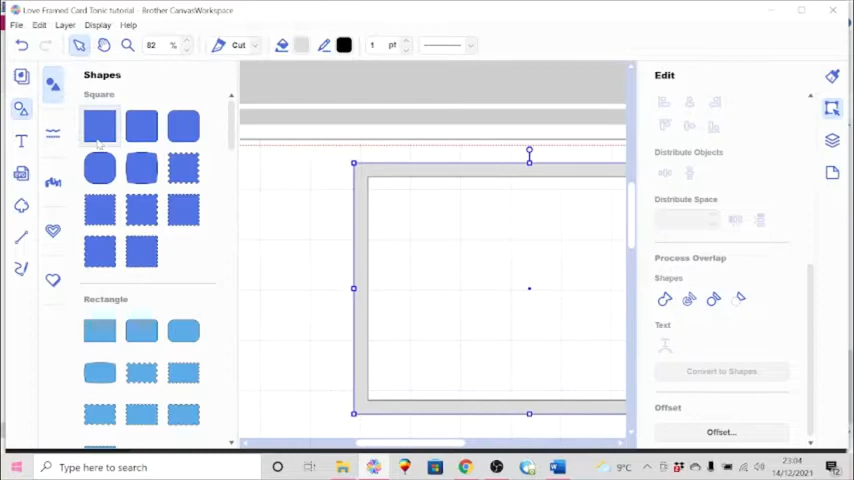 Love Framed Card Tonic tutorial - Brother CanvasWorkspace
File Edit Layer Display Help
82 % Cut 1 pt
Shapes
Square
Rectangle
Edit
Distribute Objects
Distribute Space
Process Overlap
Shapes
Text
Convert to Shapes
Offset
Offset...
Type here to search
9°C
23:04
14/12/2021